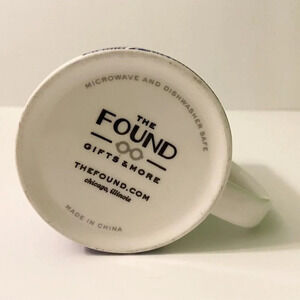 MICROWAVE AND DISHWASHER SAFE
THE
FOUND
GIFTS & MORE
THEFOUND.COM
chicago, illinois
MADE IN CHINA